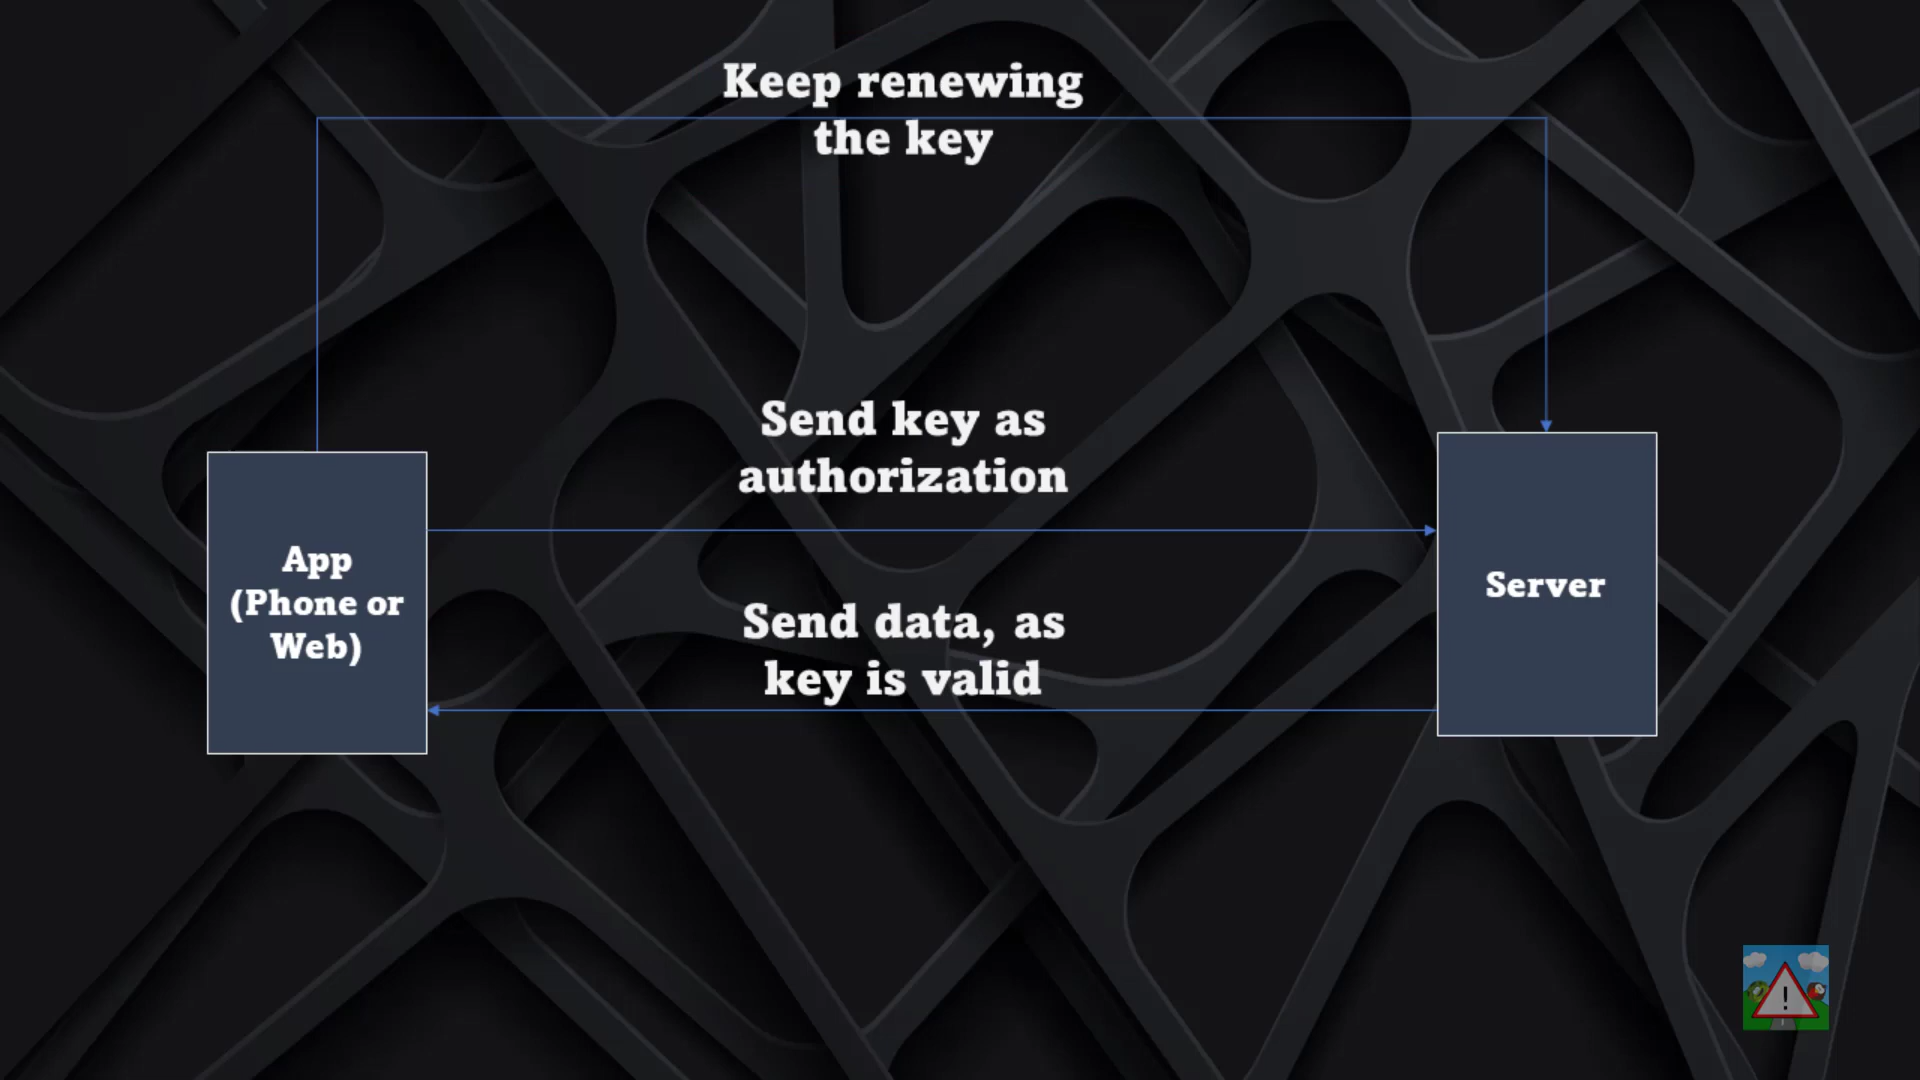 Keep renewing
the key
Send key as
authorization
App
(Phone or
Web)
Server
Send data, as
key is valid
!